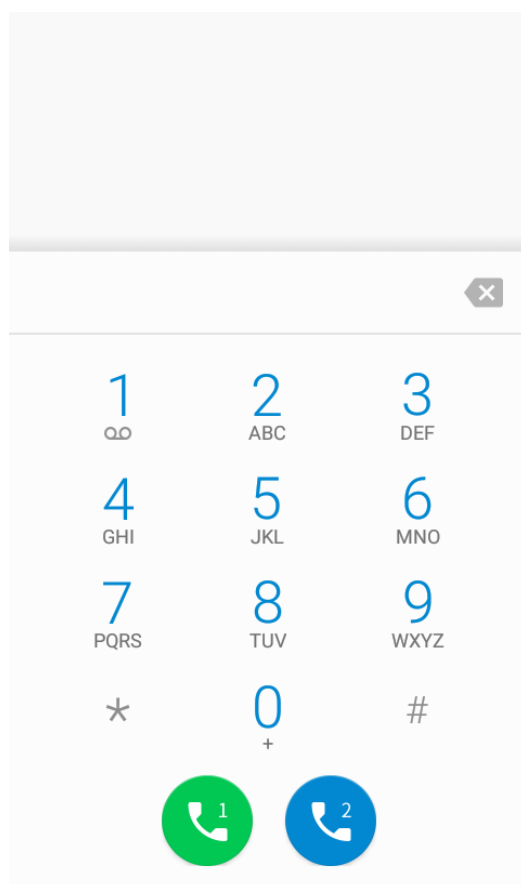 1 2 3
ABC DEF
4 5 6
GHI JKL MNO
7 8 9
PQRS TUV WXYZ
* 0 #
+
1 2